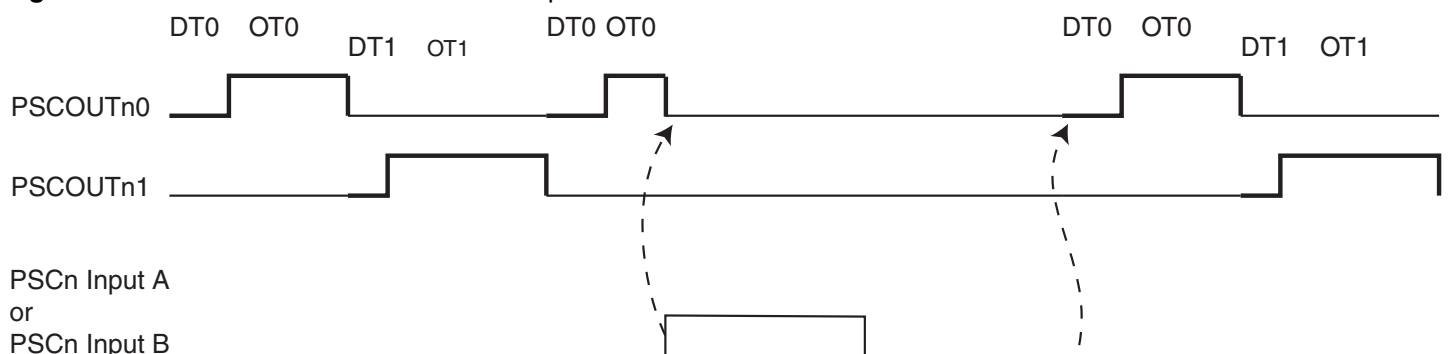 DT0 OT0 DT1 OT1 DT0 OT0 DT0 OT0 DT1 OT1
PSCOUTn0
PSCOUTn1
PSCn Input A
or
PSCn Input B